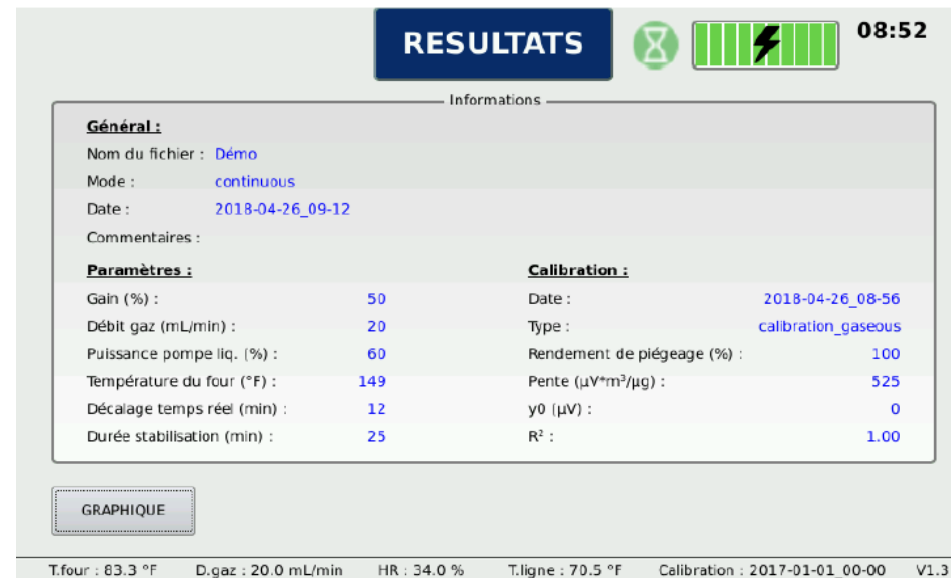 RESULTATS 08:52
Informations
Général :
Nom du fichier : Démo
Mode : continuous
Date : 2018-04-26_09-12
Commentaires :
Paramètres :
Gain (%) : 50
Débit gaz (mL/min) : 20
Puissance pompe liq. (%) : 60
Température du four (°F) : 149
Décalage temps réel (min) : 12
Durée stabilisation (min) : 25
Calibration :
Date : 2018-04-26_08-56
Type : calibration_gaseous
Rendement de piégeage (%) : 100
Pente (µV*m³/µg) : 525
y0 (µV) : 0
R² : 1.00
GRAPHIQUE
T.four : 83.3 °F D.gaz : 20.0 mL/min HR : 34.0 % T.ligne : 70.5 °F Calibration : 2017-01-01_00-00 V1.3